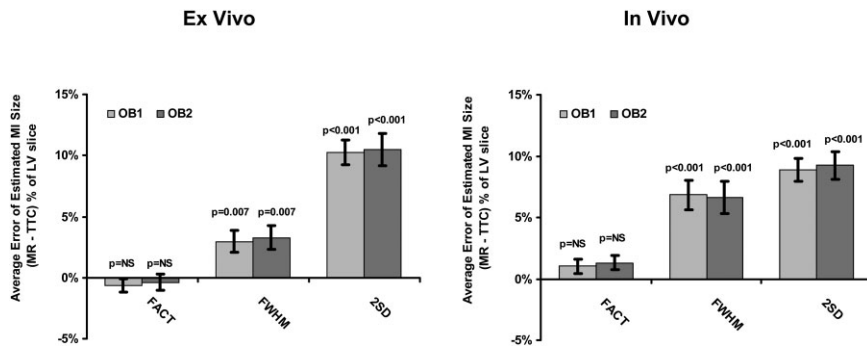 Ex Vivo
Average Error of Estimated MI Size
(MR - TTC) % of LV slice
15%
10%
5%
0%
-5%
OB1 OB2
p=NS p=NS
p=0.007 p=0.007
p<0.001 p<0.001
FACT
FWHM
2SD
In Vivo
Average Error of Estimated MI Size
(MR - TTC) % of LV slice
15%
10%
5%
0%
-5%
OB1 OB2
p=NS p=NS
p<0.001 p<0.001
p<0.001 p<0.001
FACT
FWHM
2SD